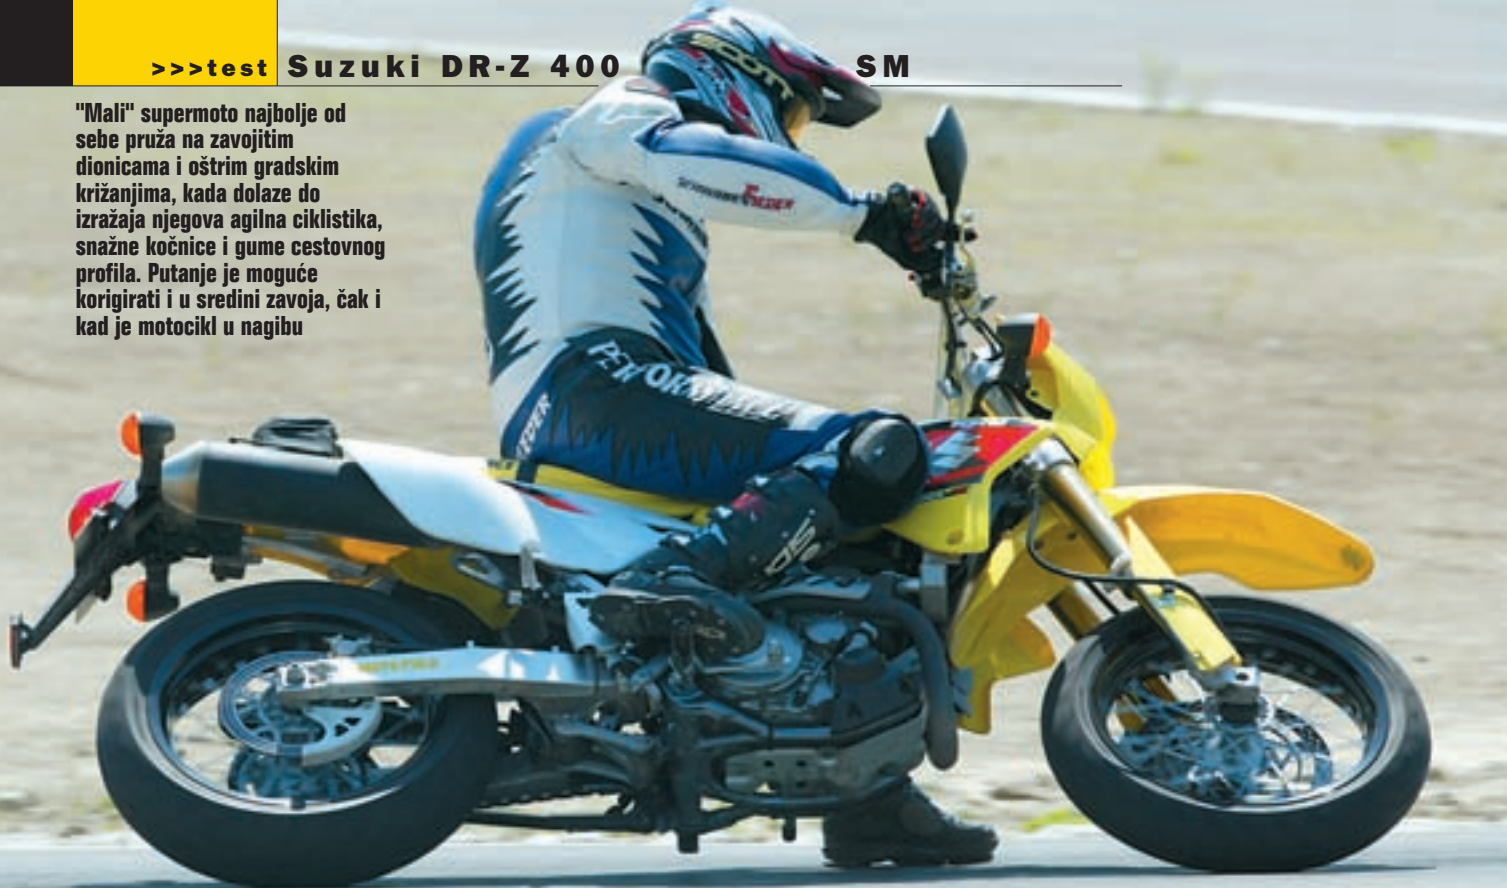 >>>test Suzuki DR-Z 400 SM
"Mali" supermoto najbolje od
sebe pruža na zavojitim
dionicama i oštrim gradskim
križanjima, kada dolaze do
izražaja njegova agilna ciklistika,
snažne kočnice i gume cestovnog
profila. Putanje je moguće
korigirati i u sredini zavoja, čak i
kad je motocikl u nagibu
SCOTT